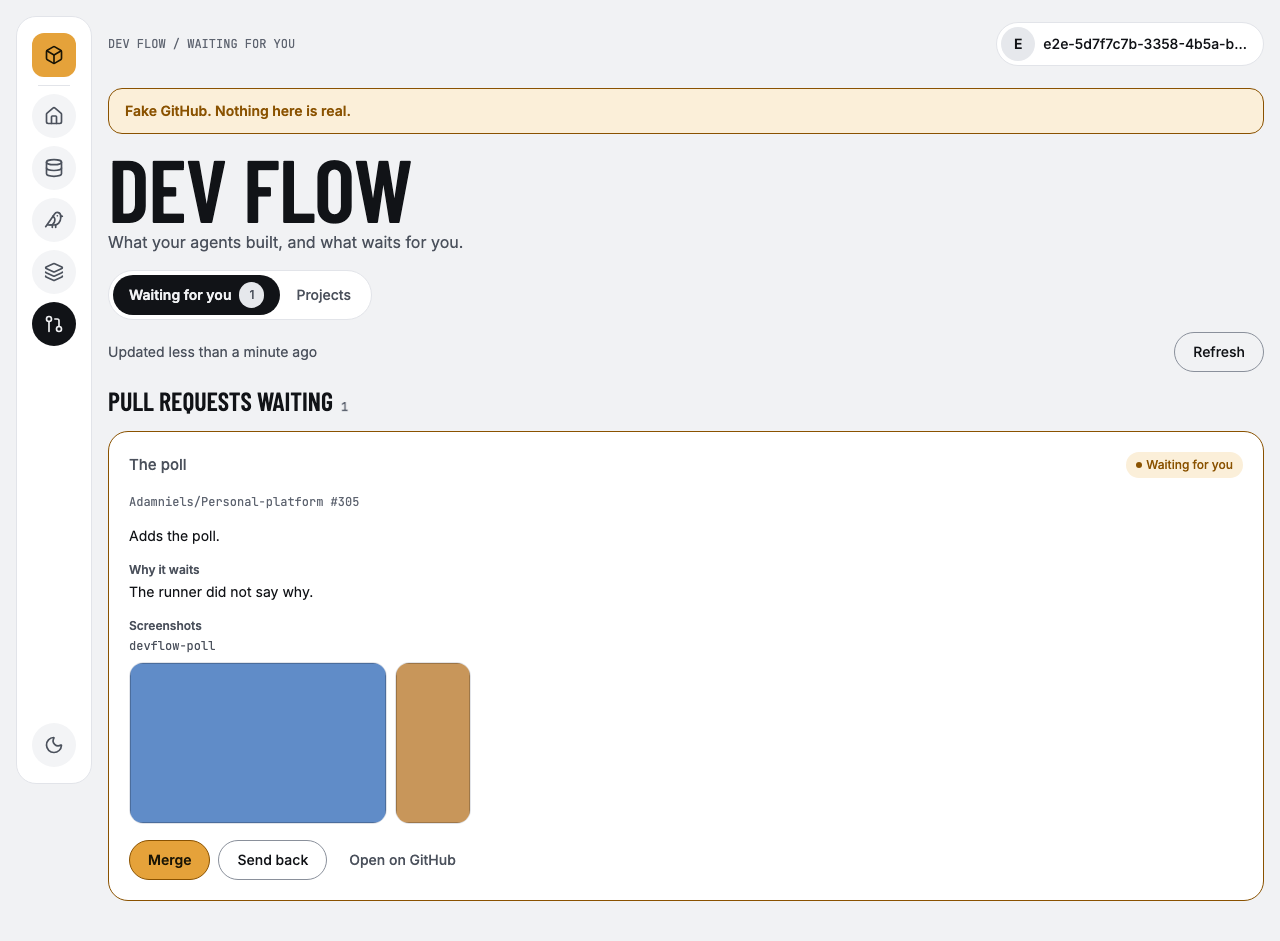 DEV FLOW / WAITING FOR YOU
E e2e-5d7f7c7b-3358-4b5a-b...
Fake GitHub. Nothing here is real.
DEV FLOW
What your agents built, and what waits for you.
Waiting for you 1 Projects
Updated less than a minute ago Refresh
PULL REQUESTS WAITING 1
The poll Waiting for you
Adamniels/Personal-platform #305
Adds the poll.
Why it waits
The runner did not say why.
Screenshots
devflow-poll
Merge Send back Open on GitHub